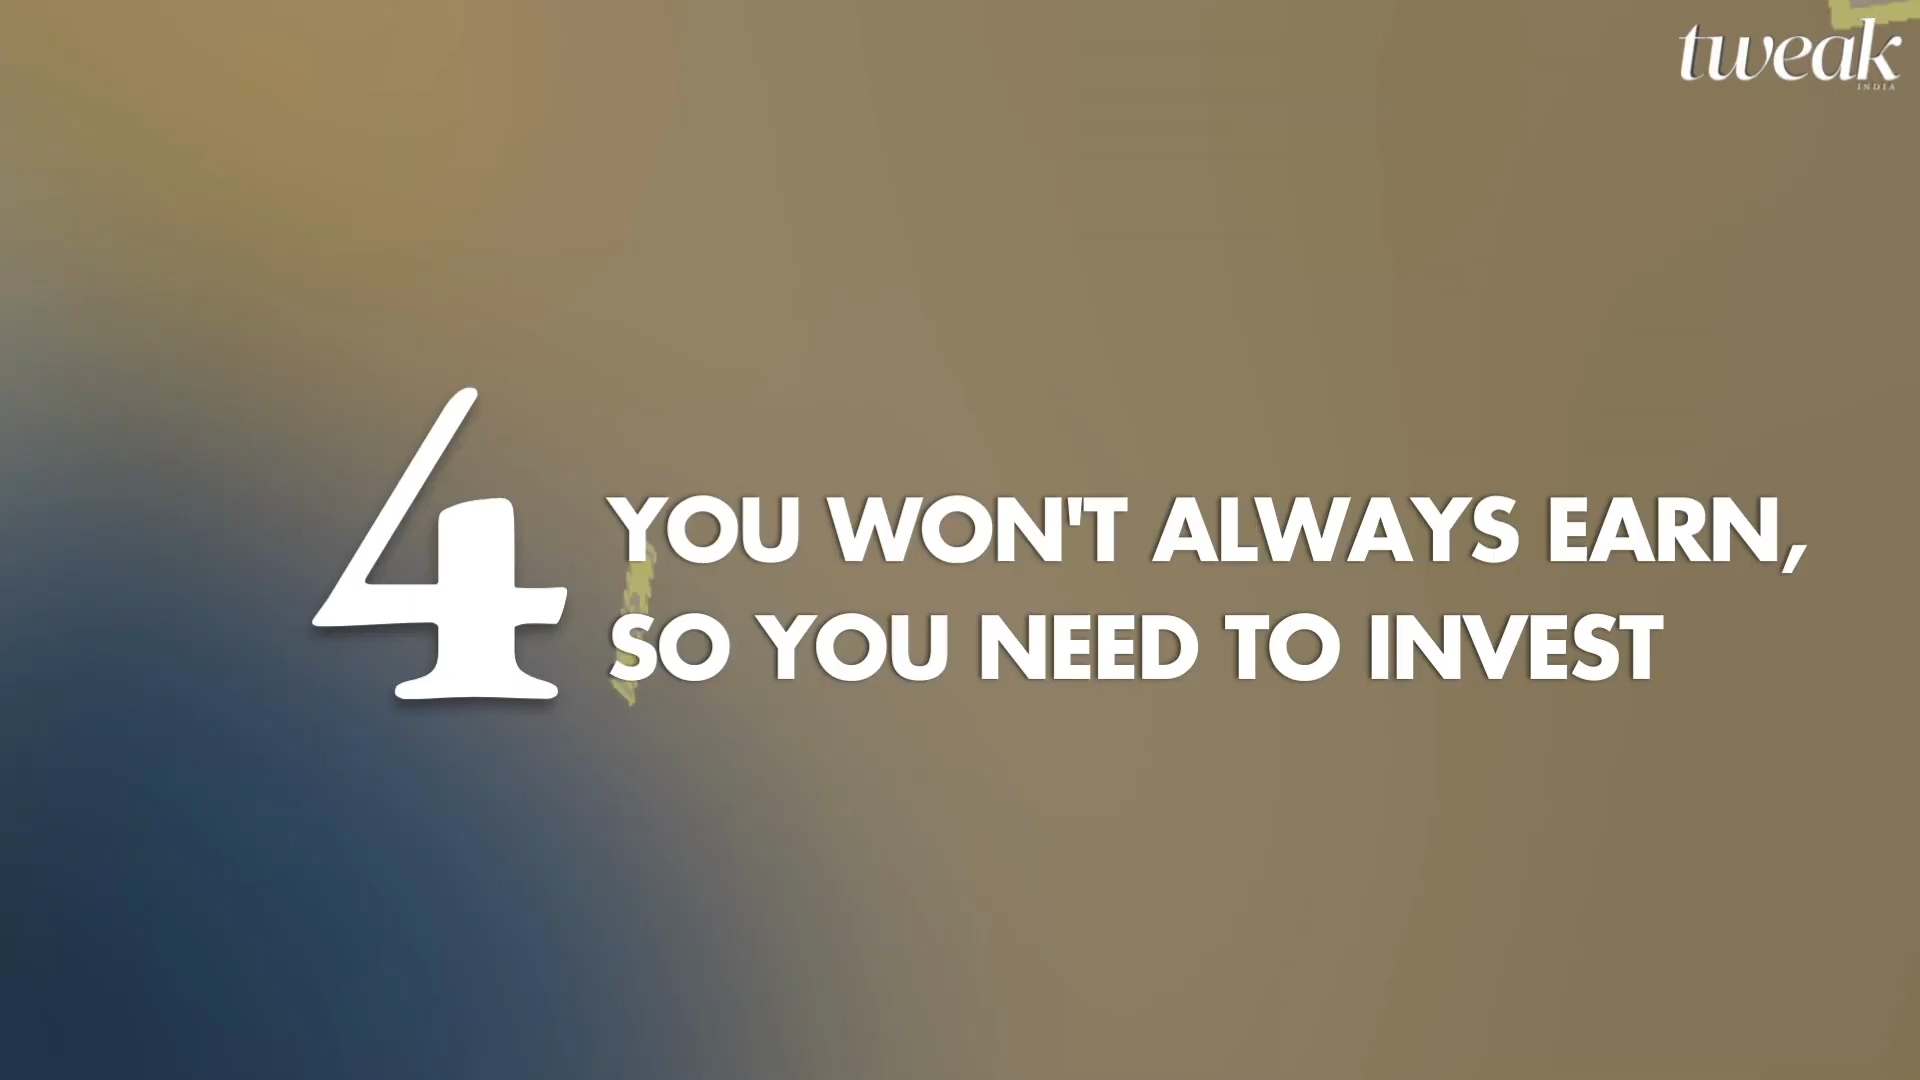 tweak
INDIA
4
YOU WON'T ALWAYS EARN,
SO YOU NEED TO INVEST